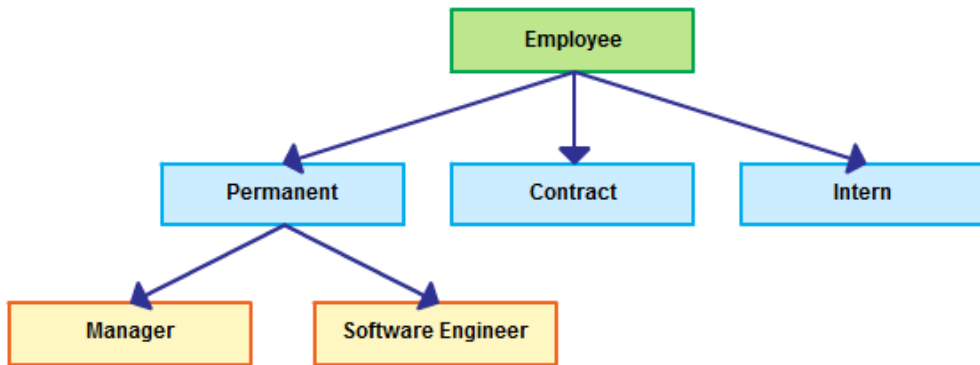 Employee
Permanent
Contract
Intern
Manager
Software Engineer